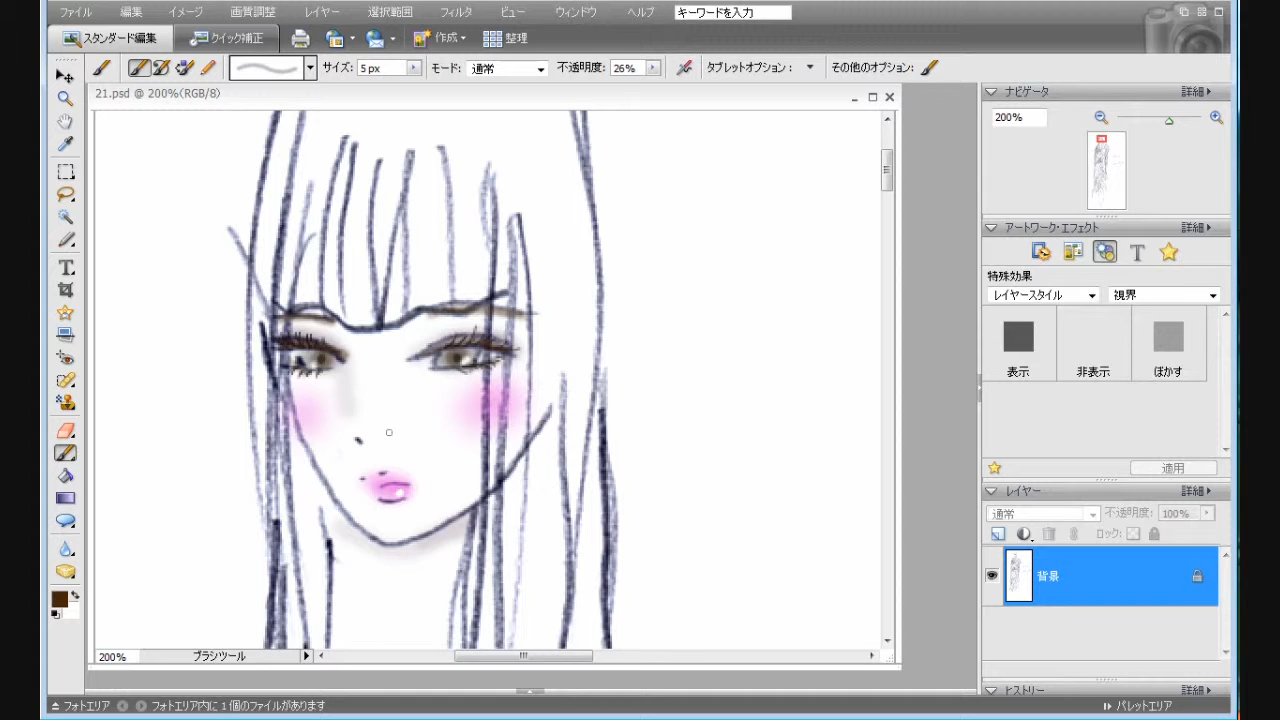 ファイル 編集 イメージ 画質調整 レイヤー 選択範囲 フィルタ ビュー ウィンドウ ヘルプ キーワードを入力
スタンダード編集 クイック補正 作成 整理
サイズ: 5 px モード: 通常 不透明度: 26% タブレットオプション: その他のオプション:
21.psd @ 200%(RGB/8)
ナビゲータ 詳細
200%
アートワーク・エフェクト 詳細
特殊効果
レイヤースタイル 視界
表示 非表示 ぼかす
適用
レイヤー 詳細
通常 不透明度: 100%
ロック:
背景
200% ブラシツール
ヒストリー 詳細
フォトエリア フォトエリア内に 1 個のファイルがあります パレットエリア